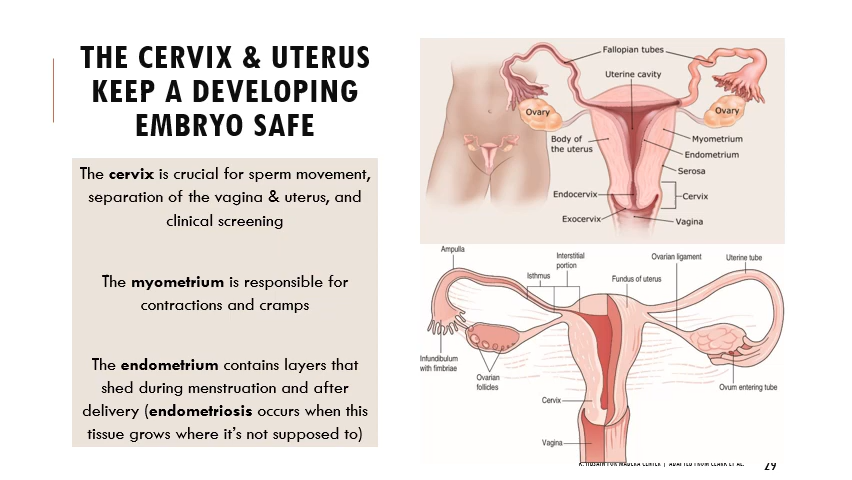 THE CERVIX & UTERUS
KEEP A DEVELOPING
EMBRYO SAFE
The cervix is crucial for sperm movement,
separation of the vagina & uterus, and
clinical screening
The myometrium is responsible for
contractions and cramps
The endometrium contains layers that
shed during menstruation and after
delivery (endometriosis occurs when this
tissue grows where it's not supposed to)
Fallopian tubes
Uterine cavity
Ovary
Ovary
Body of
the uterus
Myometrium
Endometrium
Serosa
Endocervix
Cervix
Exocervix
Vagina
Ampulla
Interstitial
portion
Isthmus
Ovarian ligament
Uterine tube
Fundus of uterus
Infundibulum
with fimbriae
Ovarian
follicles
Ovum entering tube
Cervix
Vagina
29